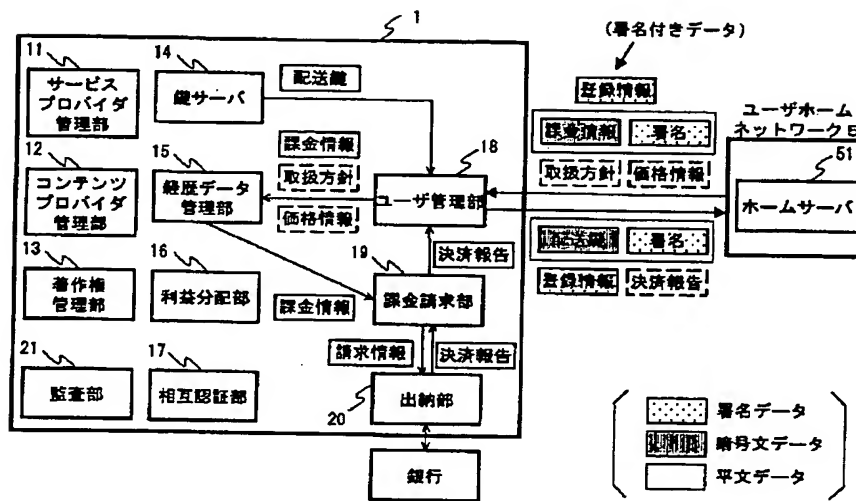 1
(署名付きデータ)
11
サービス
プロバイダ
管理部
14
鍵サーバ
配送鍵
登録情報
課金情報
署名
取扱方針
価格情報
ユーザホーム
ネットワーク5
51
ホームサーバ
12
コンテンツ
プロバイダ
管理部
15
経歴データ
管理部
課金情報
取扱方針
価格情報
18
ユーザ管理部
配送鍵
署名
登録情報
決済報告
13
著作権
管理部
16
利益分配部
課金情報
19
課金請求部
決済報告
請求情報
決済報告
21
監査部
17
相互認証部
20
出納部
銀行
署名データ
暗号文データ
平文データ